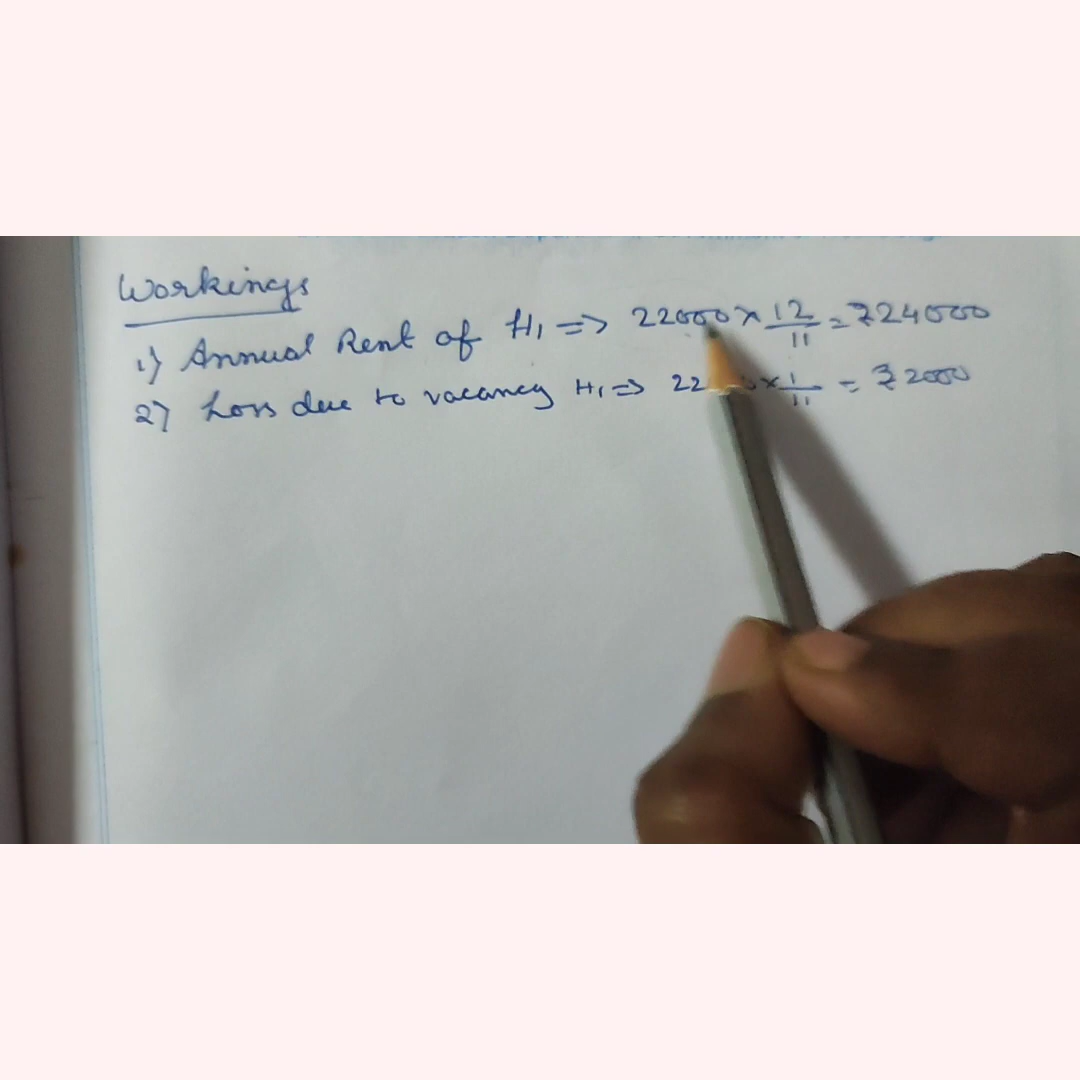 Workings
1) Annual Rent of H1 => 22000 × 12/11 = ₹24000
2) Loss due to vacancy H1 => 22 0 × 1/11 = ₹2000